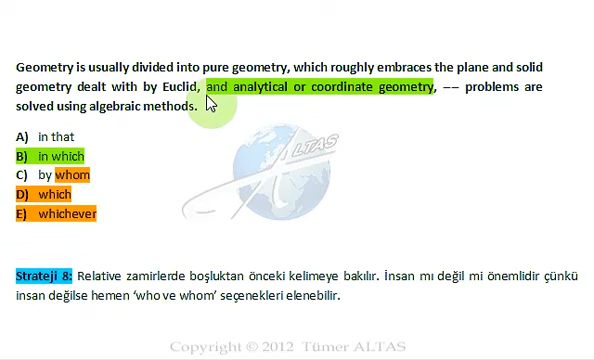 Geometry is usually divided into pure geometry, which roughly embraces the plane and solid
geometry dealt with by Euclid, and analytical or coordinate geometry, –– problems are
solved using algebraic methods.
A) in that
B) in which
C) by whom
D) which
E) whichever
ALTAS
Strateji 8: Relative zamirlerde boşluktan önceki kelimeye bakılır. İnsan mı değil mi önemlidir çünkü
insan değilse hemen ‘who ve whom’ seçenekleri elenebilir.
Copyright © 2012 Tümer ALTAS